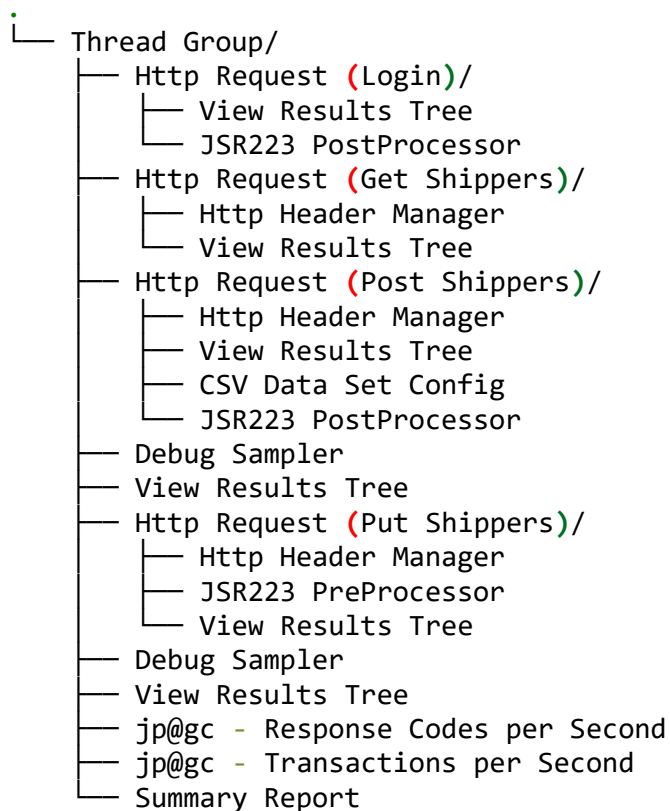 .
└── Thread Group/
    ├── Http Request (Login)/
    │   ├── View Results Tree
    │   └── JSR223 PostProcessor
    ├── Http Request (Get Shippers)/
    │   ├── Http Header Manager
    │   └── View Results Tree
    ├── Http Request (Post Shippers)/
    │   ├── Http Header Manager
    │   ├── View Results Tree
    │   ├── CSV Data Set Config
    │   └── JSR223 PostProcessor
    ├── Debug Sampler
    ├── View Results Tree
    ├── Http Request (Put Shippers)/
    │   ├── Http Header Manager
    │   ├── JSR223 PreProcessor
    │   └── View Results Tree
    ├── Debug Sampler
    ├── View Results Tree
    ├── jp@gc - Response Codes per Second
    ├── jp@gc - Transactions per Second
    └── Summary Report